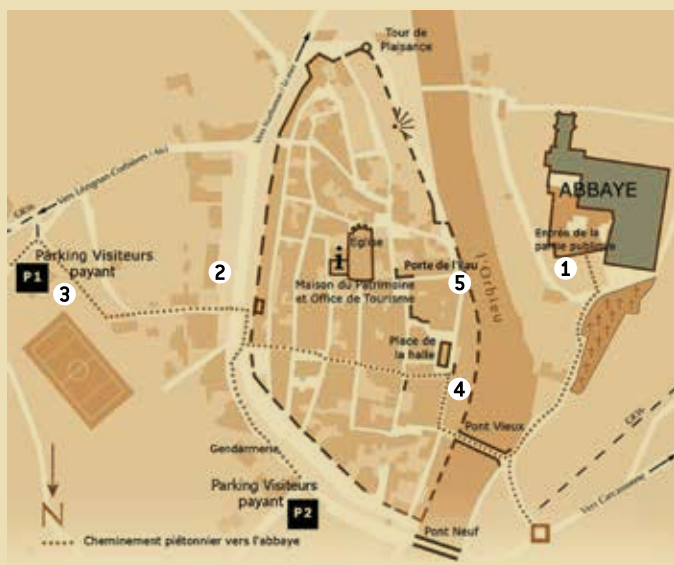 Tour de
Plaisance
Vers Lézignan-Corbières /
GR36
ABBAYE
Entrée de la
partie publique
1
Parking Visiteurs
payant
P1
3
2
i
Eglise
Porte de l'Eau
5
l'Orbieu
Maison du Patrimoine
et Office de Tourisme
Place de
la halle
4
Pont Vieux
GR36
Vers Carcassonne
Gendarmerie
Parking Visiteurs
payant
P2
Pont Neuf
N
Cheminement piétonnier vers l'abbaye